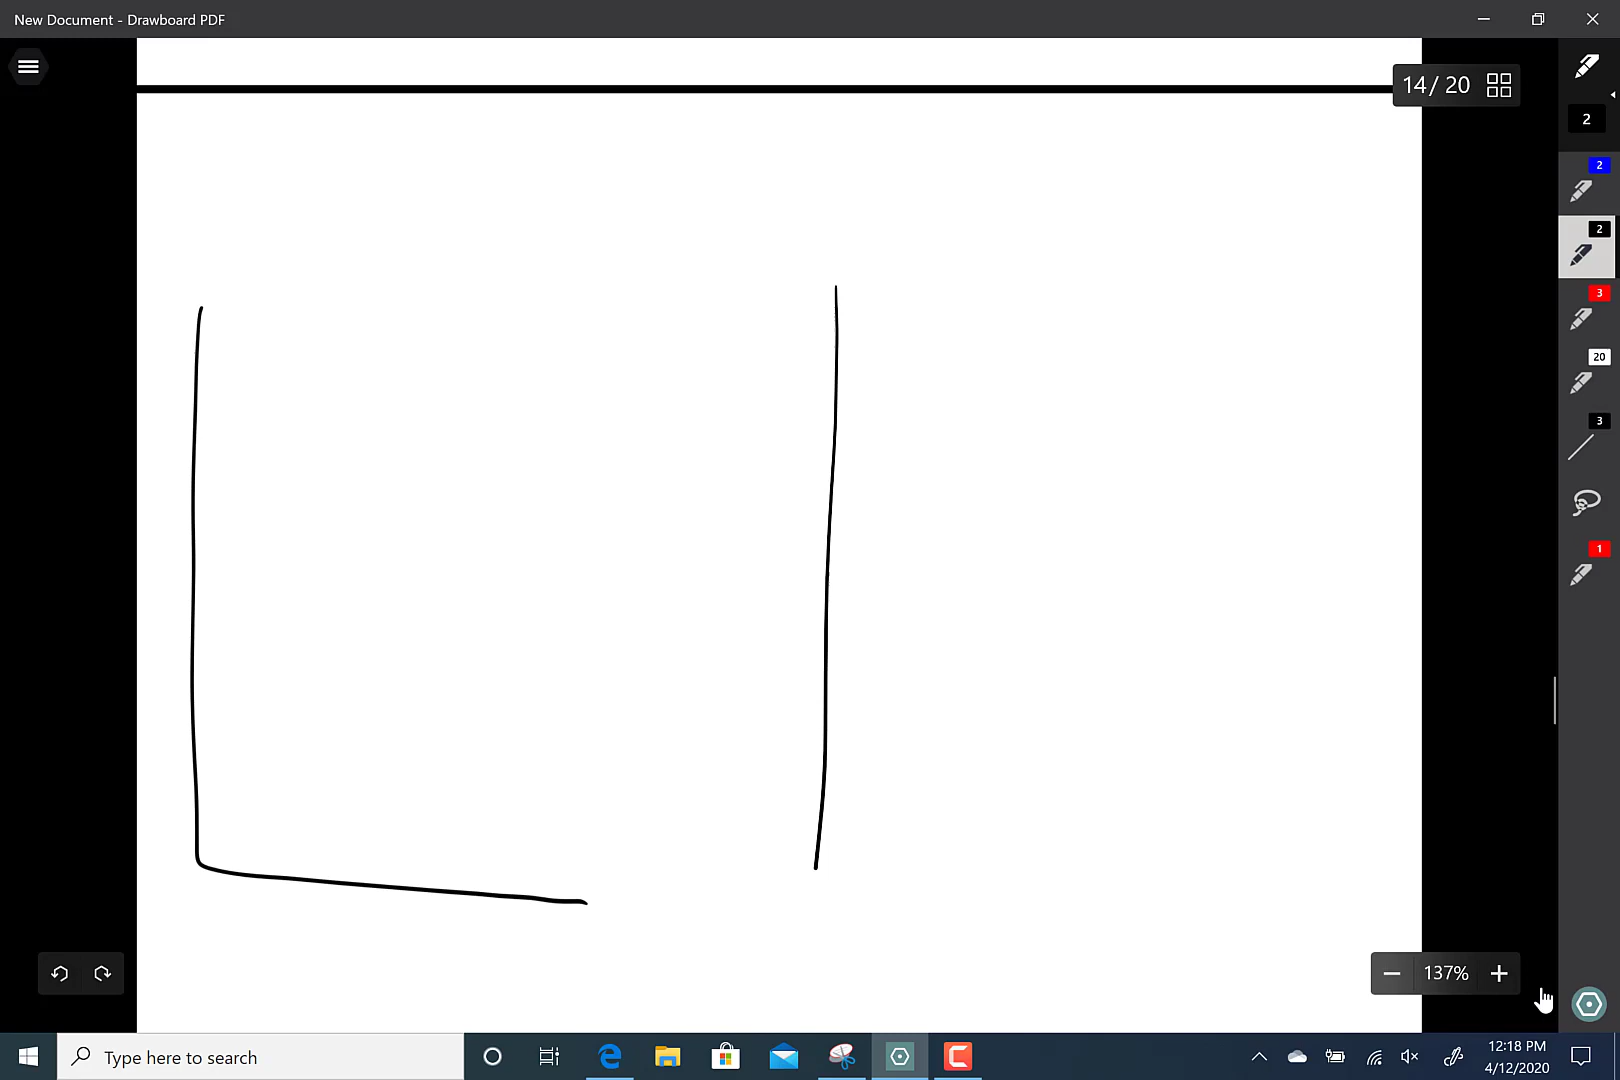 New Document - Drawboard PDF
14 / 20
2
2
2
3
20
3
1
137%
Type here to search
12:18 PM
4/12/2020